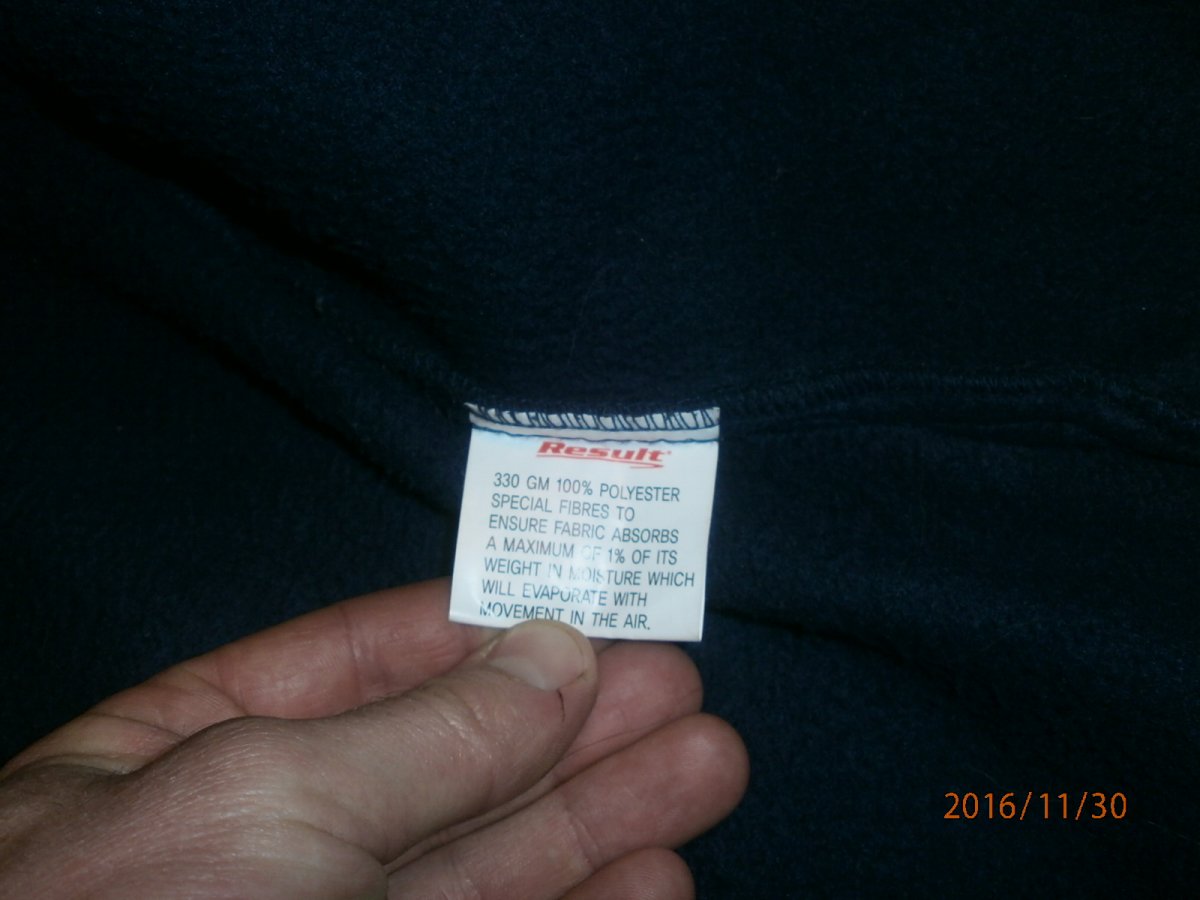 Result
330 GM 100% POLYESTER
SPECIAL FIBRES TO
ENSURE FABRIC ABSORBS
A MAXIMUM OF 1% OF ITS
WEIGHT IN MOISTURE WHICH
WILL EVAPORATE WITH
MOVEMENT IN THE AIR.
2016/11/30